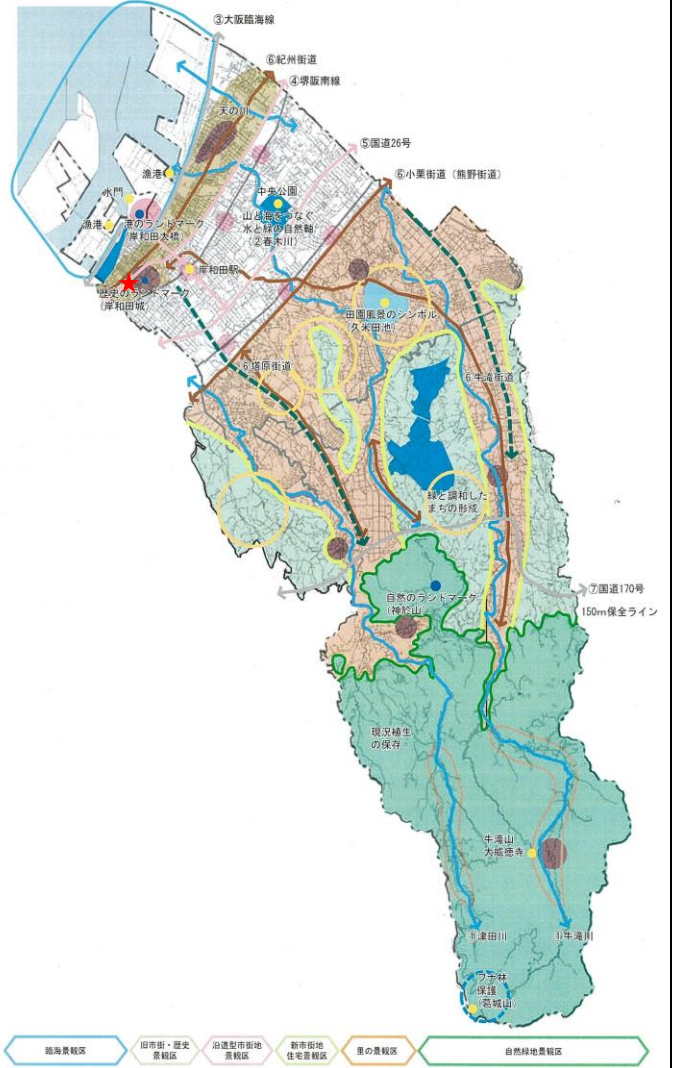 ③大阪臨海線
⑥紀州街道
④堺阪南線
天の川
⑤国道26号
漁港
⑥小栗街道（熊野街道）
水門
中央公園
漁港
港のランドマーク
岸和田大橋
山と海をつなぐ
水と緑の自然軸
（②春木川）
岸和田駅
歴史のランドマーク
（岸和田城）
田園風景のシンボル
（久米田池）
⑥塔原街道
⑥牛滝街道
緑と調和した
まちの形成
⑦国道170号
自然のランドマーク
（神於山）
150m保全ライン
現況植生
の保存
牛滝山
大威徳寺
①津田川
①牛滝川
ブナ林
保護
（葛城山）
臨海景観区
旧市街・歴史
景観区
沿道型市街地
景観区
新市街地
住宅景観区
里の景観区
自然緑地景観区